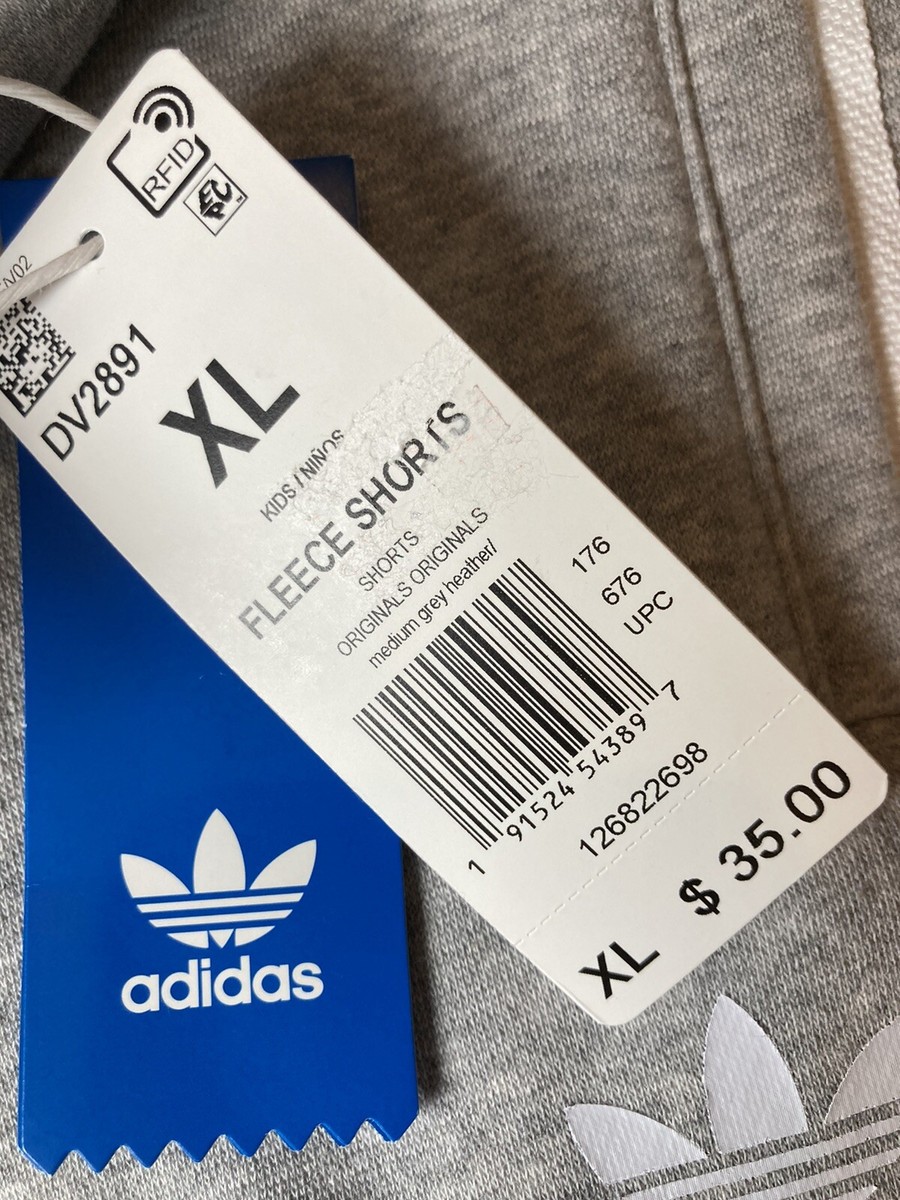 RFID
EPC
DV2891
XL
KIDS / NIÑOS
FLEECE SHORTS
SHORTS
ORIGINALS ORIGINALS
medium grey heather/
176
676
UPC
1 91524 54389 7
126822698
XL $ 35.00
adidas